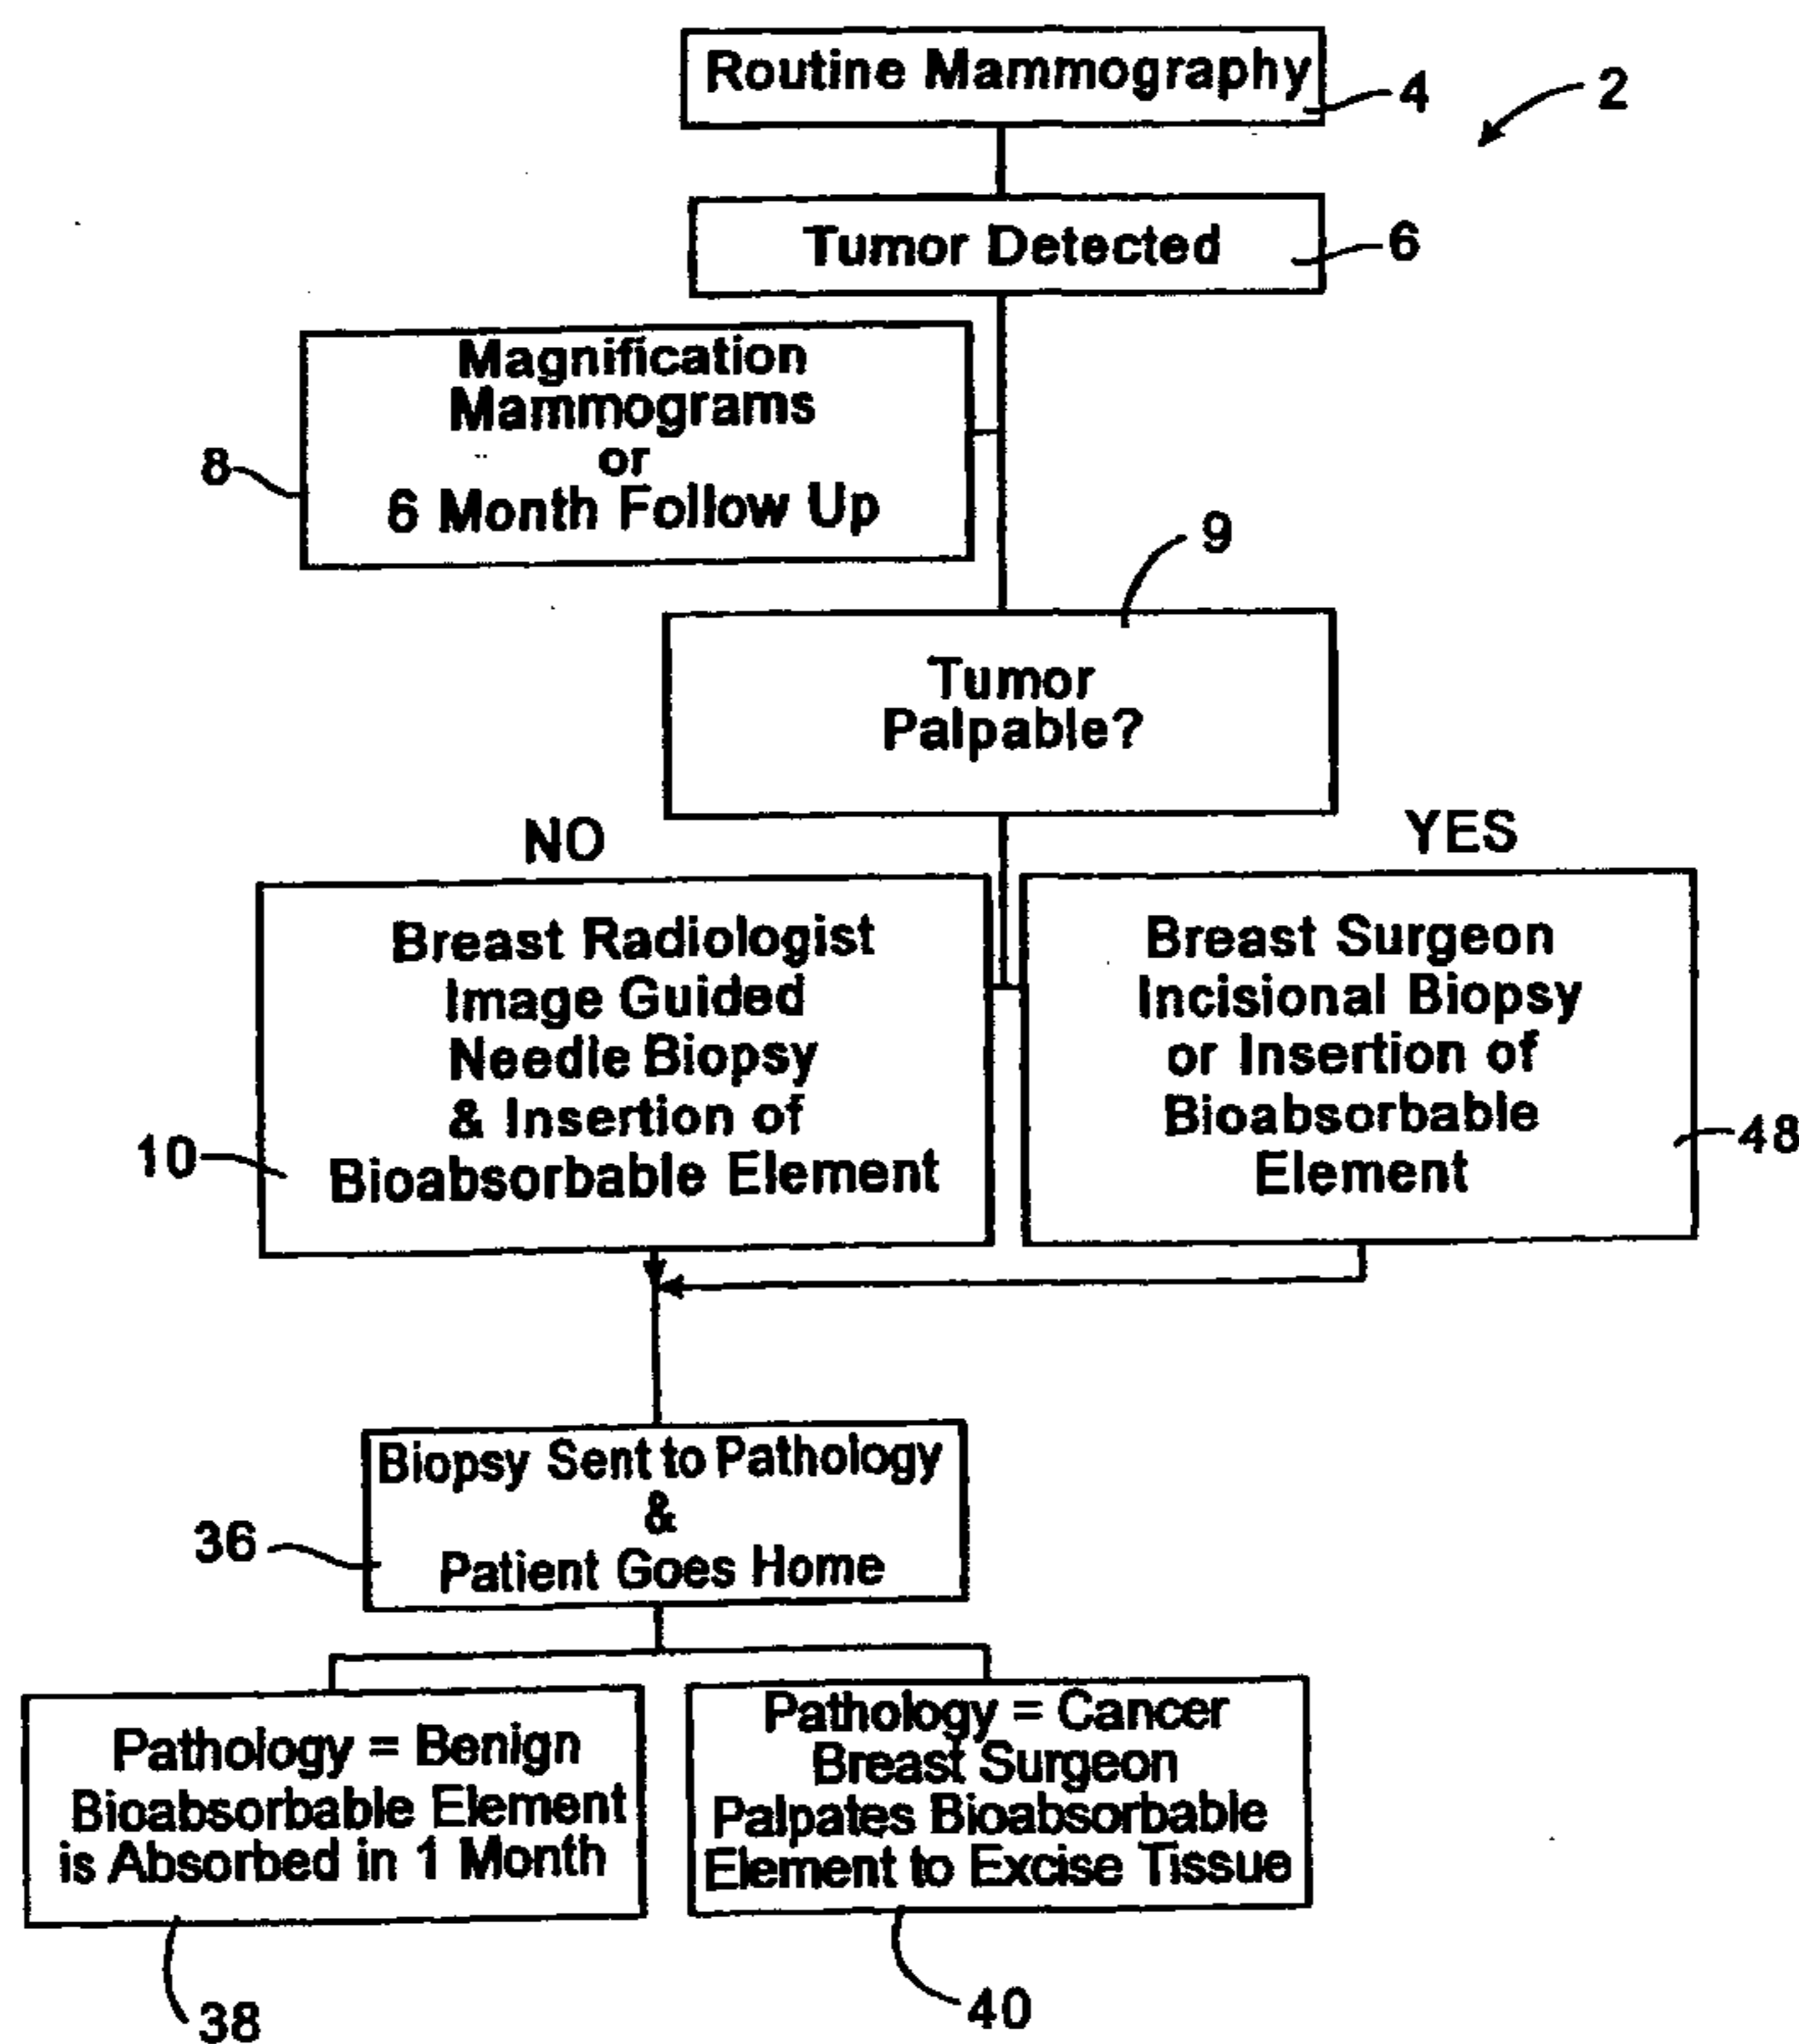 Routine Mammography
4
2
Tumor Detected
6
Magnification
Mammograms
or
6 Month Follow Up
8
9
Tumor
Palpable?
NO
YES
Breast Radiologist
Image Guided
Needle Biopsy
& Insertion of
Bioabsorbable Element
10
Breast Surgeon
Incisional Biopsy
or Insertion of
Bioabsorbable
Element
48
Biopsy Sent to Pathology
&
Patient Goes Home
36
Pathology = Benign
Bioabsorbable Element
is Absorbed in 1 Month
38
Pathology = Cancer
Breast Surgeon
Palpates Bioabsorbable
Element to Excise Tissue
40